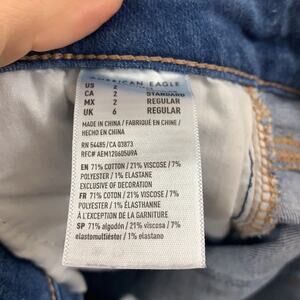 AMERICAN EAGLE
US 2
CA 2 STANDARD
MX 2 REGULAR
UK 6 REGULAR
MADE IN CHINA / FABRIQUÉ EN CHINE /
HECHO EN CHINA
RN 54485/CA 03873
RFC# AEM120605U9A
EN 71% COTTON / 21% VISCOSE / 7%
POLYESTER / 1% ELASTANE
EXCLUSIVE OF DECORATION
FR 71% COTON / 21% VISCOSE / 7%
POLYESTER / 1% ÉLASTHANNE
À L'EXCEPTION DE LA GARNITURE
SP 71% algodón / 21% viscosa / 7%
elastomultiéster / 1% elastano